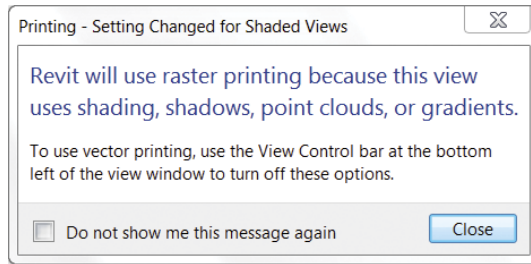 Printing - Setting Changed for Shaded Views
Revit will use raster printing because this view
uses shading, shadows, point clouds, or gradients.
To use vector printing, use the View Control bar at the bottom
left of the view window to turn off these options.
Do not show me this message again
Close